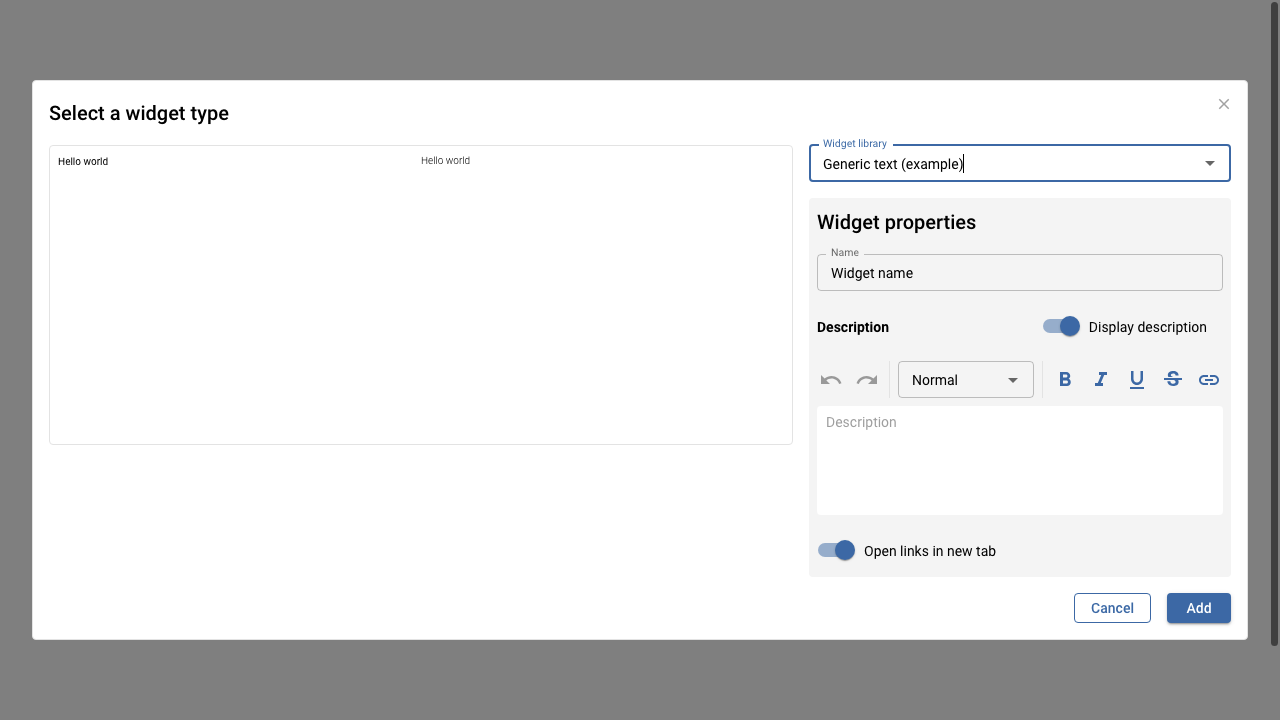 Select a widget type
Hello world
Hello world
Widget library
Generic text (example)
Widget properties
Name
Widget name
Description
Display description
Normal
B I U S
Description
Open links in new tab
Cancel
Add